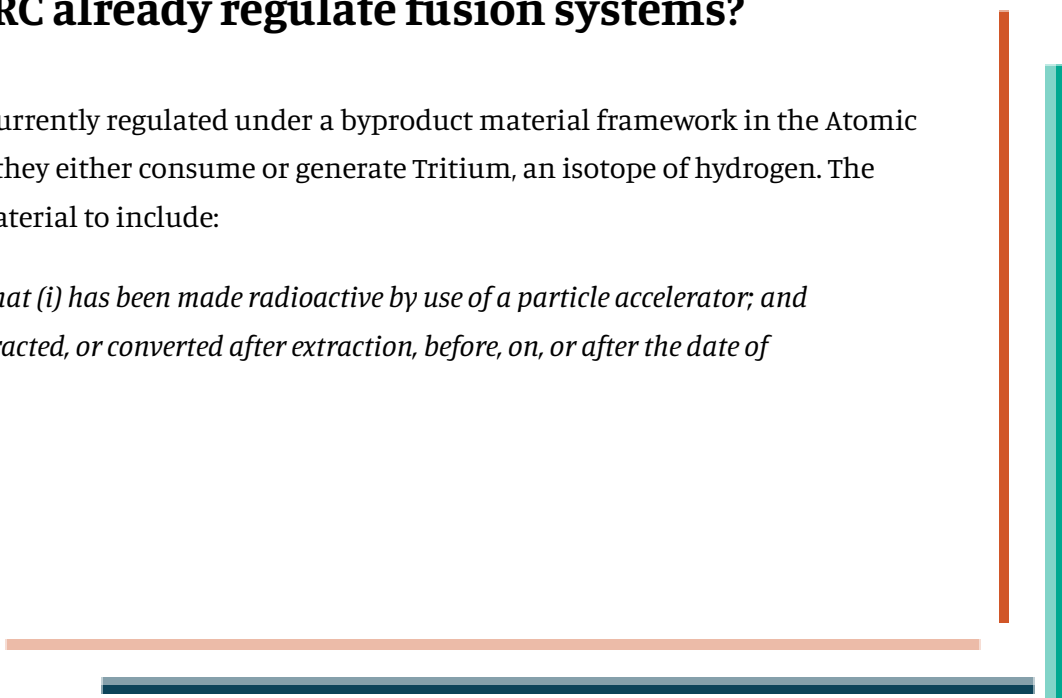 RC already regulate fusion systems?
urrently regulated under a byproduct material framework in the Atomic
they either consume or generate Tritium, an isotope of hydrogen. The
aterial to include:
hat (i) has been made radioactive by use of a particle accelerator; and
racted, or converted after extraction, before, on, or after the date of